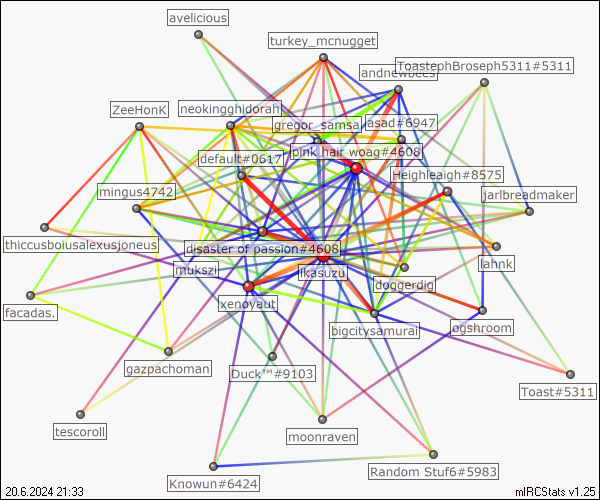 avelicious
turkey_mcnugget
ToastephBroseph5311#5311
andnewbees
ZeeHonK
neokingghidorah
gregor_samsa
asad#6947
pink hair woag#4608
default#0617
Heighleaigh#8575
mingus4742
jarlbreadmaker
thiccusboiusalexusjoneus
disaster of passion#4608
lahnk
mukszi
ikasuzu
doggerdig
facadas.
xenoyaut
bigcitysamurai
ogshroom
gazpachoman
Duck™#9103
Toast#5311
tescoroll
moonraven
Random Stuf6#5983
Knowun#6424
20.6.2024 21:33
mIRCStats v1.25